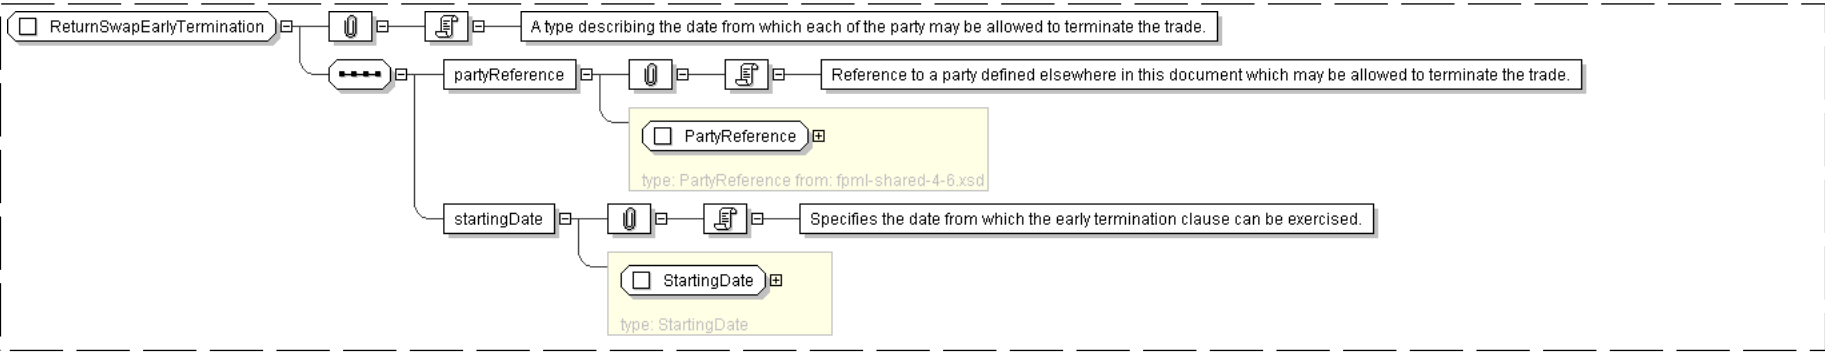 ReturnSwapEarlyTermination
A type describing the date from which each of the party may be allowed to terminate the trade.
partyReference
Reference to a party defined elsewhere in this document which may be allowed to terminate the trade.
PartyReference
type: PartyReference from: fpml-shared-4-6.xsd
startingDate
Specifies the date from which the early termination clause can be exercised.
StartingDate
type: StartingDate